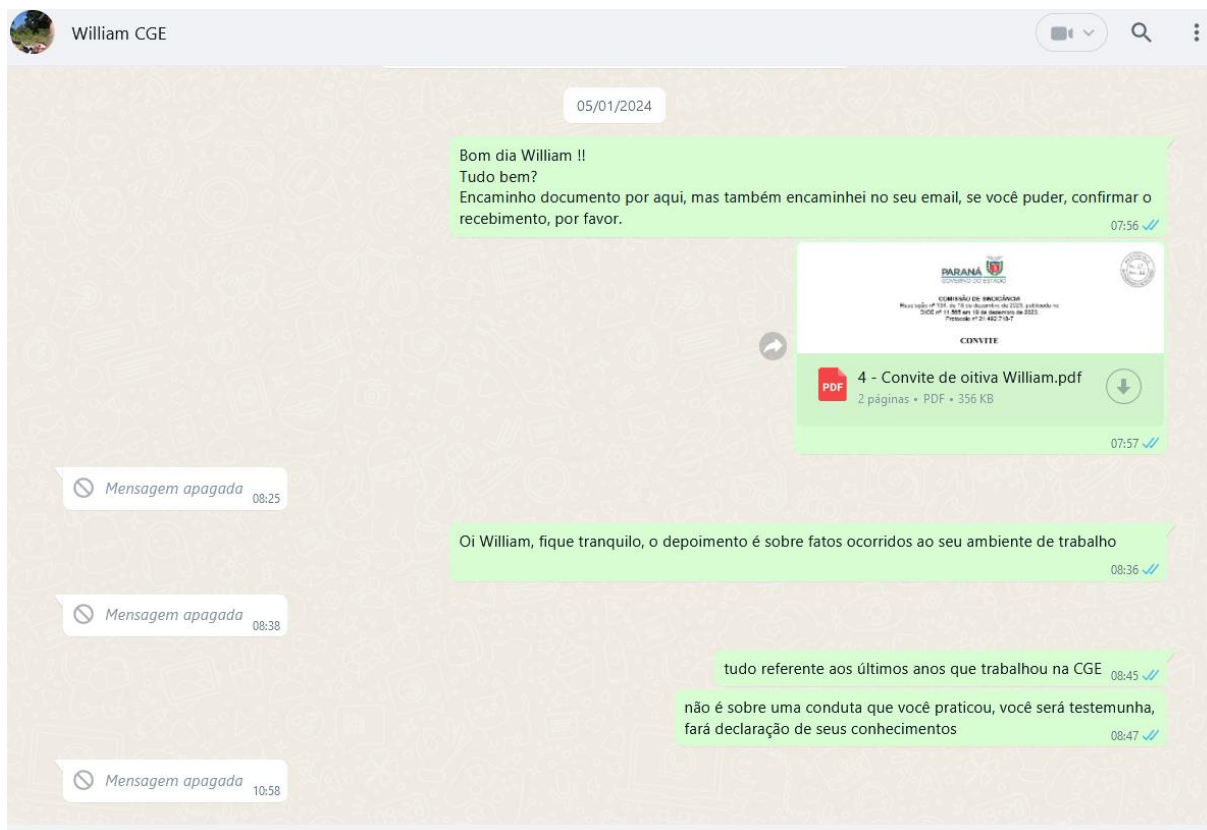 William CGE
05/01/2024
Bom dia William !!
Tudo bem?
Encaminho documento por aqui, mas também encaminhei no seu email, se você puder, confirmar o
recebimento, por favor.
07:56
PARANÁ
GOVERNO DO ESTADO
COMISSÃO DE SINDICÂNCIA
CONVITE
PDF
4 - Convite de oitiva William.pdf
2 páginas • PDF • 356 KB
07:57
Mensagem apagada 08:25
Oi William, fique tranquilo, o depoimento é sobre fatos ocorridos ao seu ambiente de trabalho
08:36
Mensagem apagada 08:38
tudo referente aos últimos anos que trabalhou na CGE 08:45
não é sobre uma conduta que você praticou, você será testemunha,
fará declaração de seus conhecimentos
08:47
Mensagem apagada 10:58